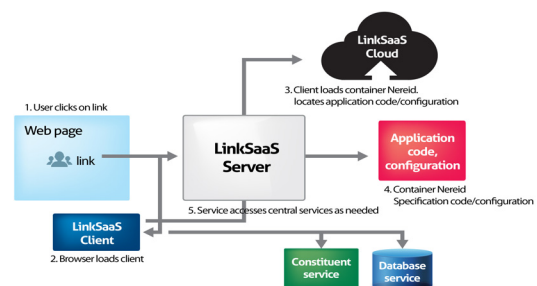 LinkSaaS
Cloud
3. Client loads container Nereid.
locates application code/configuration
1. User clicks on link
Web page
link
LinkSaaS
Server
Application
code,
configuration
4. Container Nereid
Specification code/configuration
5. Service accesses central services as needed
LinkSaaS
Client
2. Browser loads client
Constituent
service
Database
service